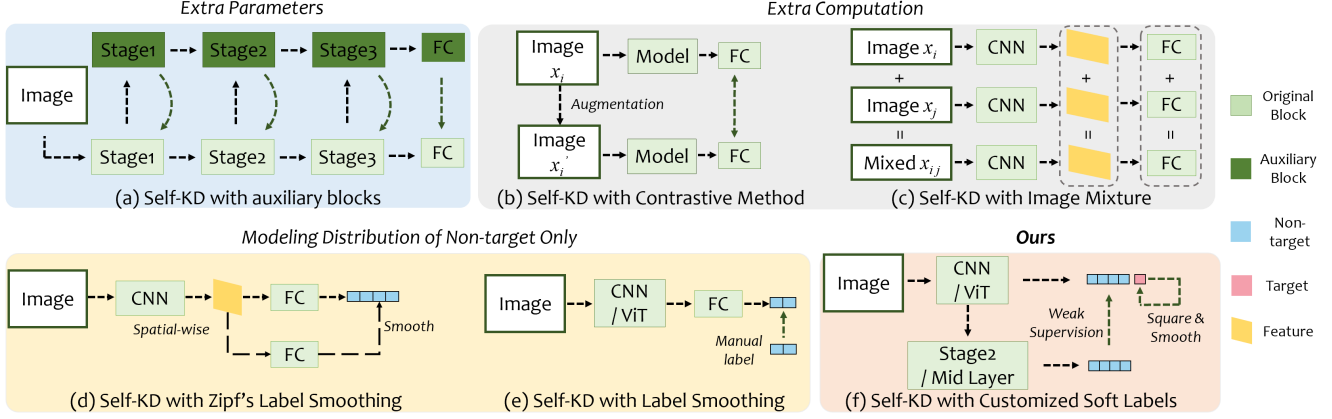 Extra Parameters
Stage1
Stage2
Stage3
FC
Image
Stage1
Stage2
Stage3
FC
(a) Self-KD with auxiliary blocks
Extra Computation
Image
x_i
Model
FC
Augmentation
Image
x_i'
Model
FC
(b) Self-KD with Contrastive Method
Image x_i
CNN
FC
+
+
+
Image x_j
CNN
FC
=
=
=
Mixed x_ij
CNN
FC
(c) Self-KD with Image Mixture
Original
Block
Auxiliary
Block
Non-
target
Target
Feature
Modeling Distribution of Non-target Only
Image
CNN
Spatial-wise
FC
FC
Smooth
(d) Self-KD with Zipf's Label Smoothing
Image
CNN
/ ViT
FC
Manual
label
(e) Self-KD with Label Smoothing
Ours
Image
CNN
/ ViT
Weak
Supervision
Square &
Smooth
Stage2
/ Mid Layer
(f) Self-KD with Customized Soft Labels